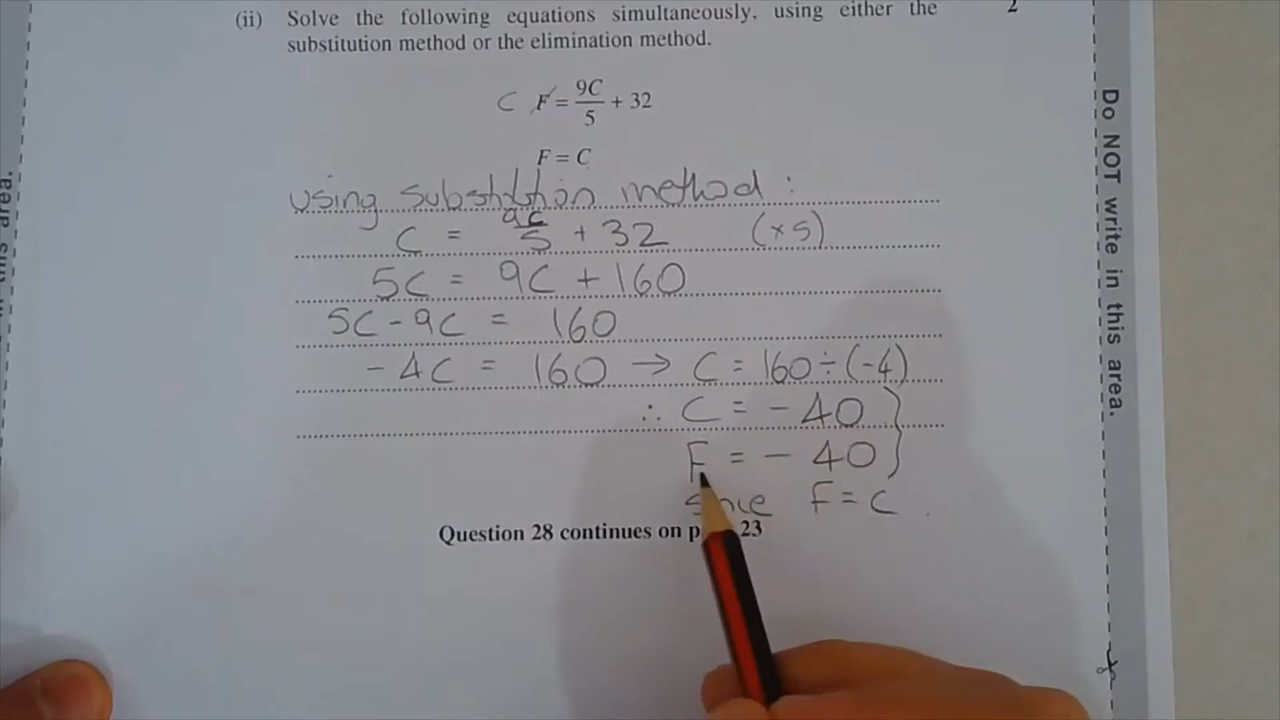 (ii) Solve the following equations simultaneously, using either the 2
substitution method or the elimination method.
C F = 9C/5 + 32
F = C
using substitution method :
C = 9C/5 + 32 (×5)
5C = 9C + 160
5C - 9C = 160
-4C = 160 → C = 160 ÷ (-4)
∴ C = - 40
F = - 40
since F = C
Question 28 continues on 23
Do NOT write in this area.
this area.